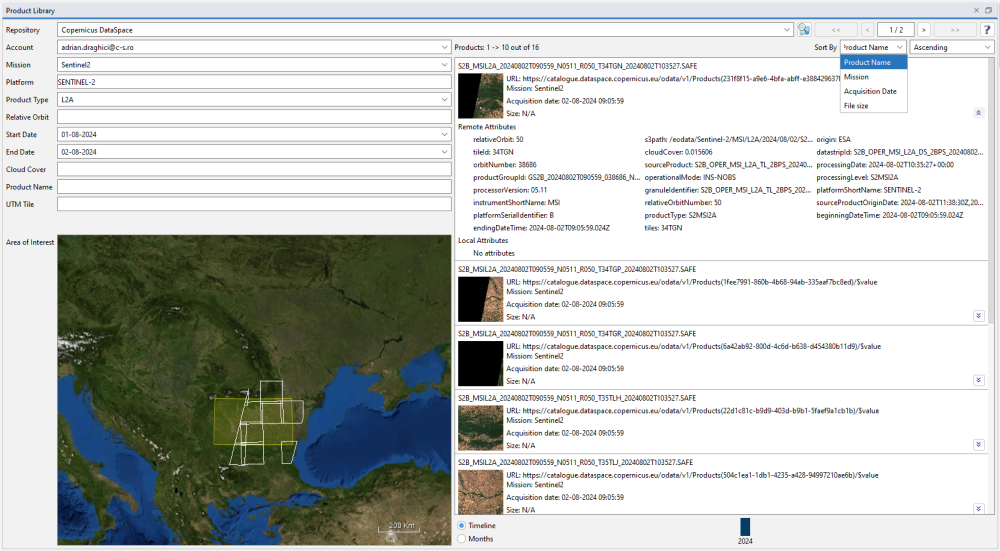 Product Library
Repository
Copernicus DataSpace
<<
<
1 / 2
>
>>
?
Account
adrian.draghici@c-s.ro
Products: 1 -> 10 out of 16
Sort By
Product Name
Ascending
Product Name
Mission
Acquisition Date
File size
Mission
Sentinel2
Platform
SENTINEL-2
Product Type
L2A
Relative Orbit
Start Date
01-08-2024
End Date
02-08-2024
Cloud Cover
Product Name
UTM Tile
Area of Interest
200 Km
S2B_MSIL2A_20240802T090559_N0511_R050_T34TGN_20240802T103527.SAFE
URL: https://catalogue.dataspace.copernicus.eu/odata/v1/Products(231f8f15-a9e6-4bfa-abff-e38842963
Mission: Sentinel2
Acquisition date: 02-08-2024 09:05:59
Size: N/A
Remote Attributes
relativeOrbit: 50
s3path: /eodata/Sentinel-2/MSI/L2A/2024/08/02/S2...
origin: ESA
tileId: 34TGN
cloudCover: 0.015606
datastripId: S2B_OPER_MSI_L2A_DS_2BPS_20240802...
orbitNumber: 38686
sourceProduct: S2B_OPER_MSI_L2A_TL_2BPS_20240...
processingDate: 2024-08-02T10:35:27+00:00
productGroupId: GS2B_20240802T090559_038686_N...
operationalMode: INS-NOBS
processingLevel: S2MSI2A
processorVersion: 05.11
granuleIdentifier: S2B_OPER_MSI_L2A_TL_2BPS_202...
platformShortName: SENTINEL-2
instrumentShortName: MSI
relativeOrbitNumber: 50
sourceProductOriginDate: 2024-08-02T11:38:30Z,20...
platformSerialIdentifier: B
productType: S2MSI2A
beginningDateTime: 2024-08-02T09:05:59.024Z
endingDateTime: 2024-08-02T09:05:59.024Z
tiles: 34TGN
Local Attributes
No attributes
S2B_MSIL2A_20240802T090559_N0511_R050_T34TGP_20240802T103527.SAFE
URL: https://catalogue.dataspace.copernicus.eu/odata/v1/Products(1fee7991-860b-4b68-94ab-335aaf7bc8ed)/$value
Mission: Sentinel2
Acquisition date: 02-08-2024 09:05:59
Size: N/A
S2B_MSIL2A_20240802T090559_N0511_R050_T34TGR_20240802T103527.SAFE
URL: https://catalogue.dataspace.copernicus.eu/odata/v1/Products(6a42ab92-800d-4c6d-b638-d454380b11d9)/$value
Mission: Sentinel2
Acquisition date: 02-08-2024 09:05:59
Size: N/A
S2B_MSIL2A_20240802T090559_N0511_R050_T35TLH_20240802T103527.SAFE
URL: https://catalogue.dataspace.copernicus.eu/odata/v1/Products(22d1c81c-b9d9-403d-b9b1-5faef9a1cb1b)/$value
Mission: Sentinel2
Acquisition date: 02-08-2024 09:05:59
Size: N/A
S2B_MSIL2A_20240802T090559_N0511_R050_T35TLJ_20240802T103527.SAFE
URL: https://catalogue.dataspace.copernicus.eu/odata/v1/Products(504c1ea1-1db1-4235-a428-94997210ae6b)/$value
Mission: Sentinel2
Acquisition date: 02-08-2024 09:05:59
Size: N/A
Timeline
Months
2024